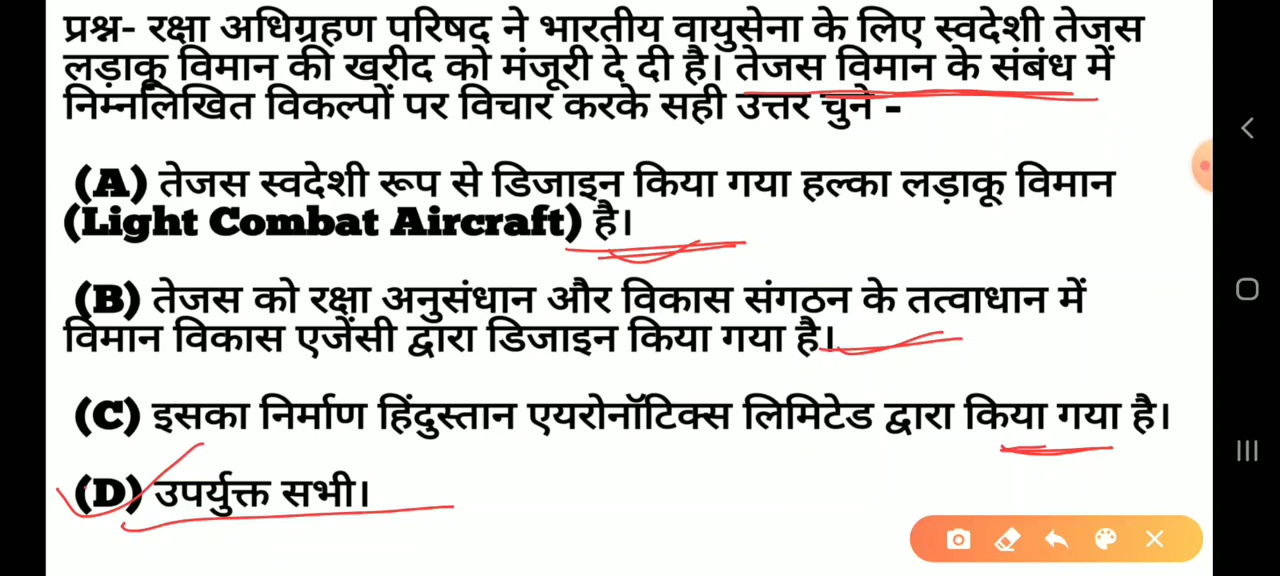 प्रश्न- रक्षा अधिग्रहण परिषद ने भारतीय वायुसेना के लिए स्वदेशी तेजस
लड़ाकू विमान की खरीद को मंजूरी दे दी है। तेजस विमान के संबंध में
निम्नलिखित विकल्पों पर विचार करके सही उत्तर चुने -
(A) तेजस स्वदेशी रूप से डिजाइन किया गया हल्का लड़ाकू विमान
(Light Combat Aircraft) है।
(B) तेजस को रक्षा अनुसंधान और विकास संगठन के तत्वाधान में
विमान विकास एजेंसी द्वारा डिजाइन किया गया है।
(C) इसका निर्माण हिंदुस्तान एयरोनॉटिक्स लिमिटेड द्वारा किया गया है।
(D) उपर्युक्त सभी।